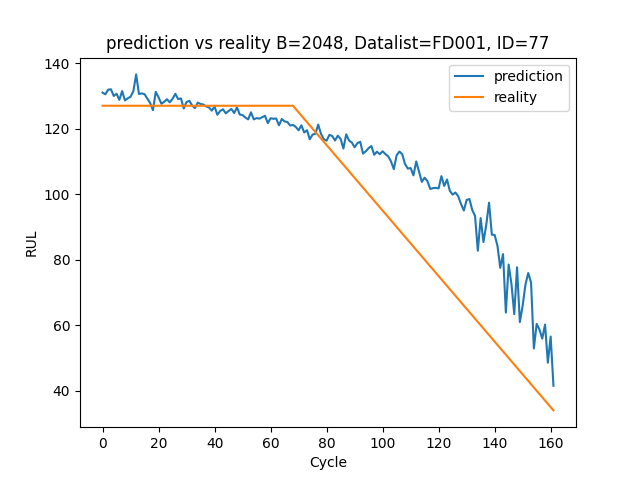 prediction vs reality B=2048, Datalist=FD001, ID=77
prediction
reality
140
120
100
80
60
40
RUL
0 20 40 60 80 100 120 140 160
Cycle